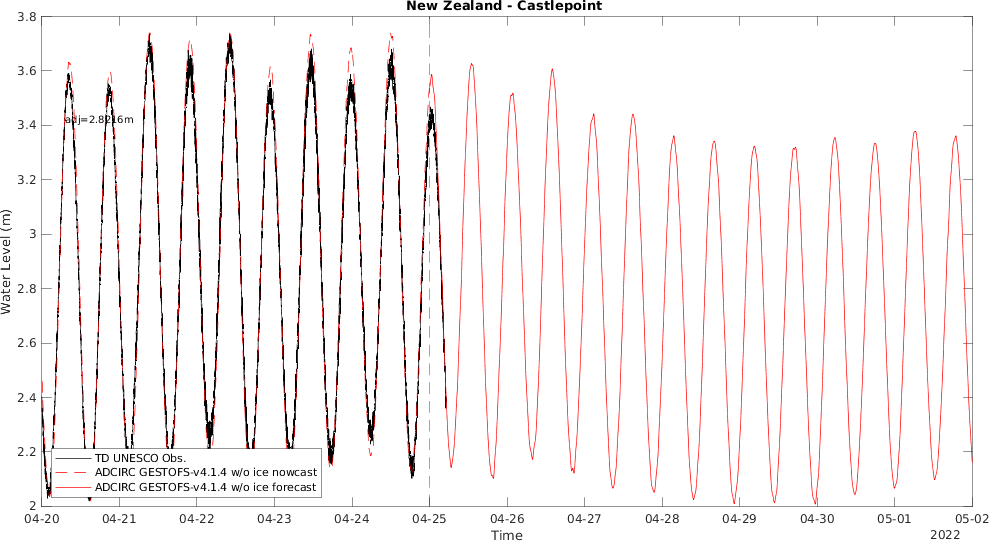 New Zealand - Castlepoint
Water Level (m)
3.8
3.6
3.4
3.2
3
2.8
2.6
2.4
2.2
2
adj=2.8216m
TD UNESCO Obs.
ADCIRC GESTOFS-v4.1.4 w/o ice nowcast
ADCIRC GESTOFS-v4.1.4 w/o ice forecast
04-20 04-21 04-22 04-23 04-24 04-25 04-26 04-27 04-28 04-29 04-30 05-01 05-02
Time
2022